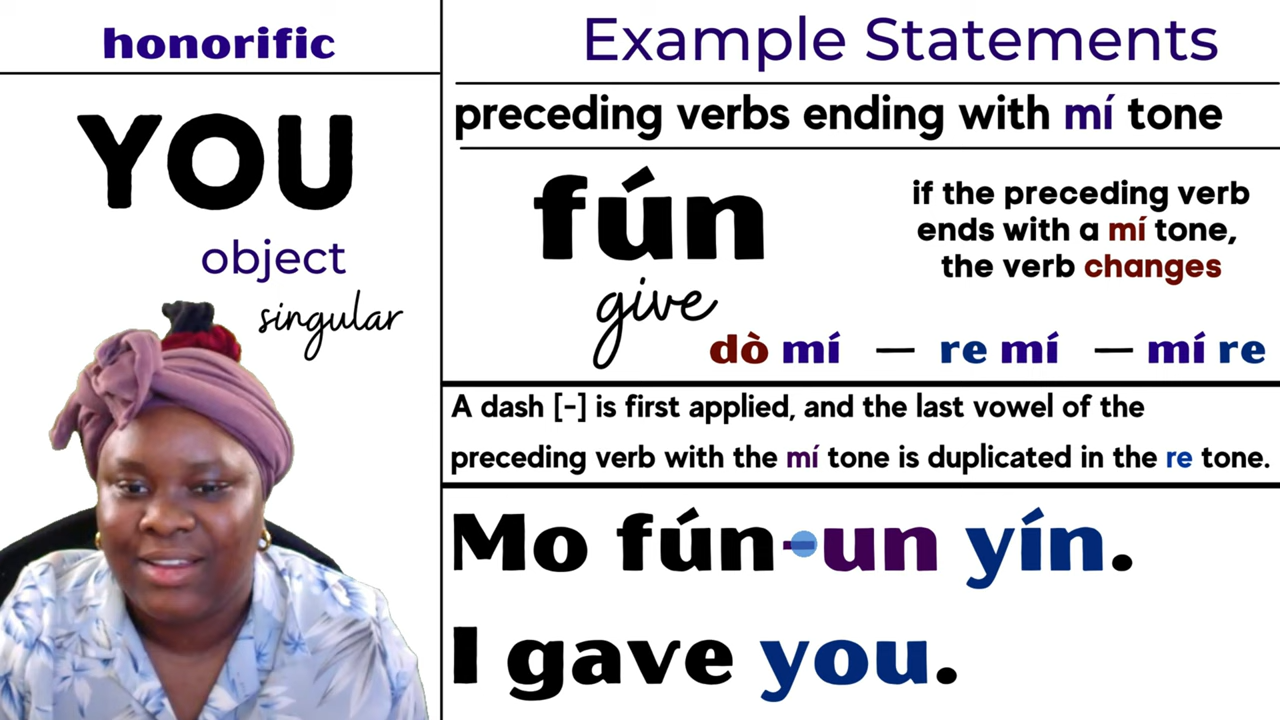 honorific
YOU
object
singular
Example Statements
preceding verbs ending with mí tone
fún
give
if the preceding verb
ends with a mí tone,
the verb changes
dò mí — re mí — mí re
A dash [-] is first applied, and the last vowel of the
preceding verb with the mí tone is duplicated in the re tone.
Mo fún-un yín.
I gave you.